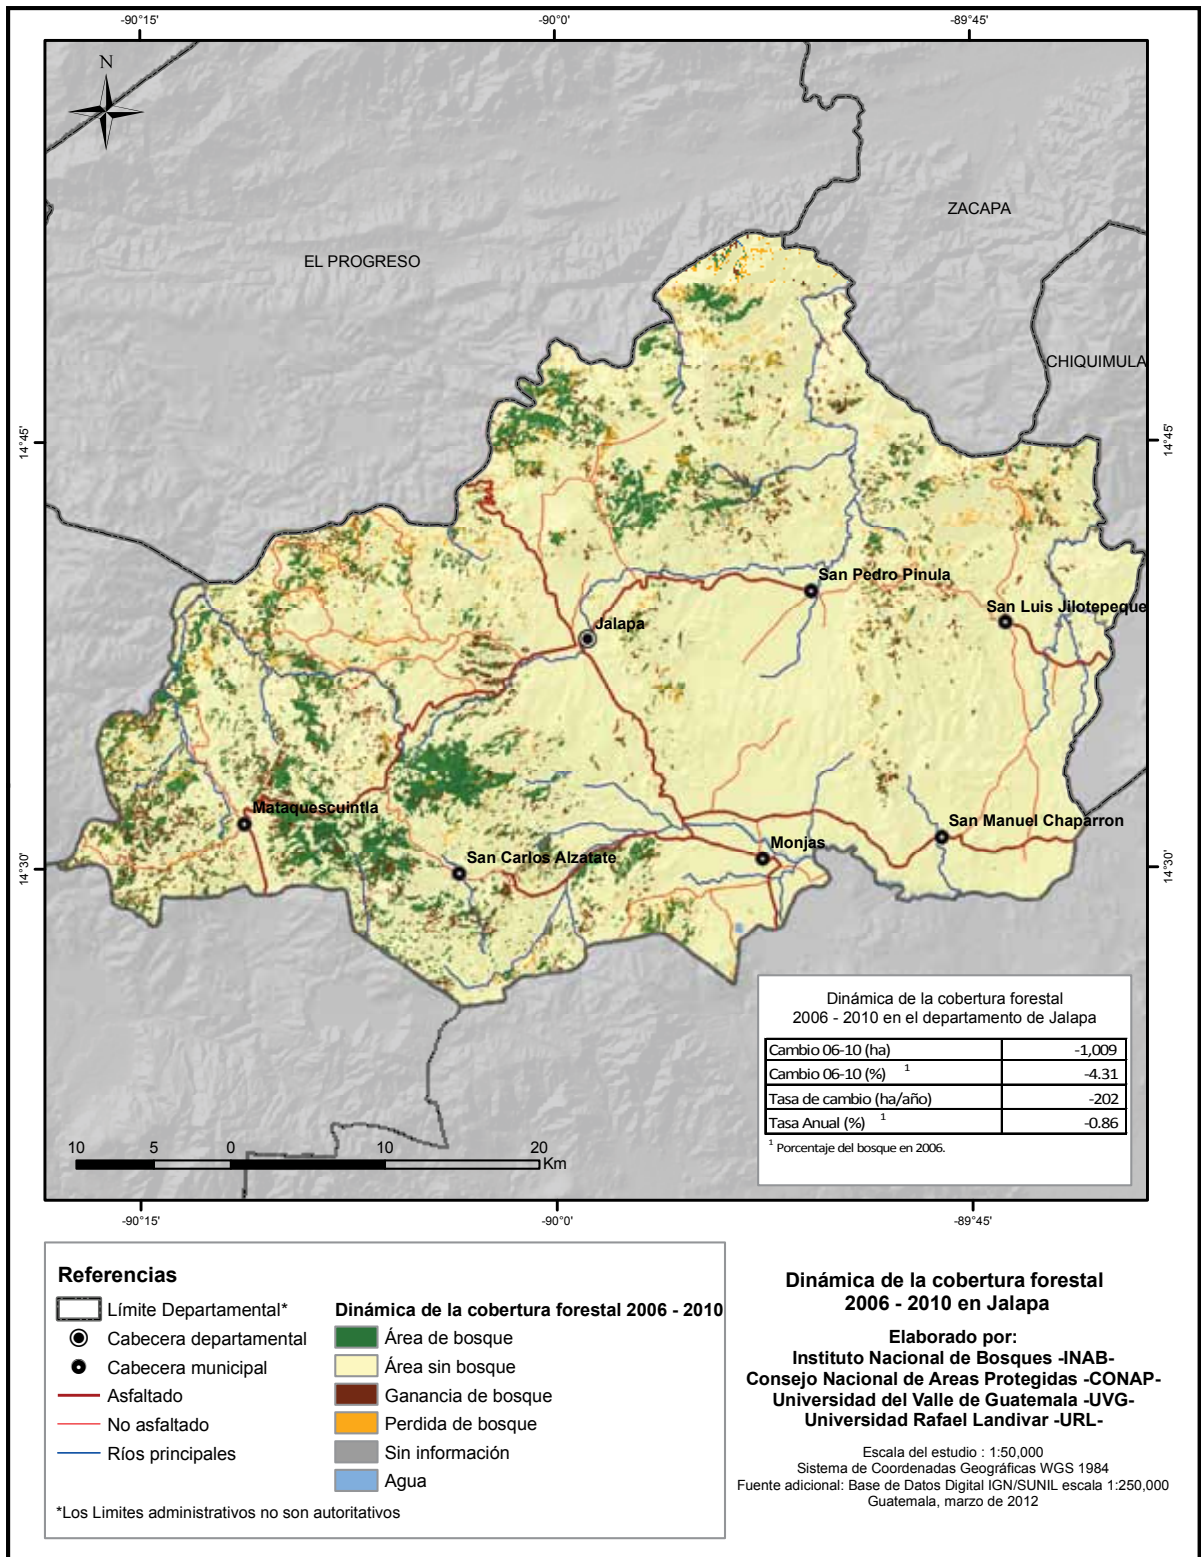 -90°15'
-90°0'
-89°45'
N
ZACAPA
EL PROGRESO
CHIQUIMULA
14°45'
14°45'
San Pedro Pinula
San Luis Jilotepeque
Jalapa
Mataquescuintla
San Manuel Chaparron
Monjas
San Carlos Alzatate
14°30'
14°30'
Dinámica de la cobertura forestal
2006 - 2010 en el departamento de Jalapa
Cambio 06-10 (ha) -1,009
Cambio 06-10 (%) 1 -4.31
Tasa de cambio (ha/año) -202
Tasa Anual (%) 1 -0.86
1 Porcentaje del bosque en 2006.
10 5 0 10 20
Km
-90°15'
-90°0'
-89°45'
Referencias
Límite Departamental*
Cabecera departamental
Cabecera municipal
Asfaltado
No asfaltado
Ríos principales
Dinámica de la cobertura forestal 2006 - 2010
Área de bosque
Área sin bosque
Ganancia de bosque
Perdida de bosque
Sin información
Agua
*Los Limites administrativos no son autoritativos
Dinámica de la cobertura forestal
2006 - 2010 en Jalapa
Elaborado por:
Instituto Nacional de Bosques -INAB-
Consejo Nacional de Areas Protegidas -CONAP-
Universidad del Valle de Guatemala -UVG-
Universidad Rafael Landivar -URL-
Escala del estudio : 1:50,000
Sistema de Coordenadas Geográficas WGS 1984
Fuente adicional: Base de Datos Digital IGN/SUNIL escala 1:250,000
Guatemala, marzo de 2012